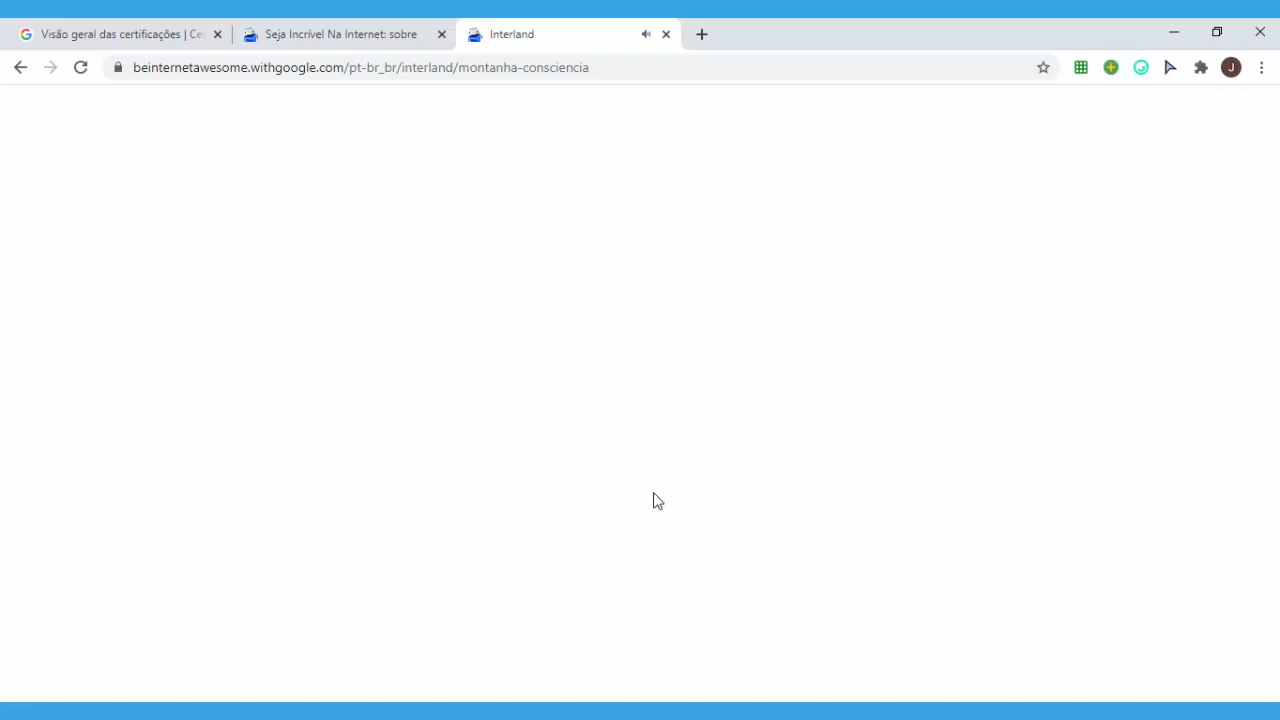 Visão geral das certificações | Ce
Seja Incrível Na Internet: sobre
Interland
beinternetawesome.withgoogle.com/pt-br_br/interland/montanha-consciencia
J